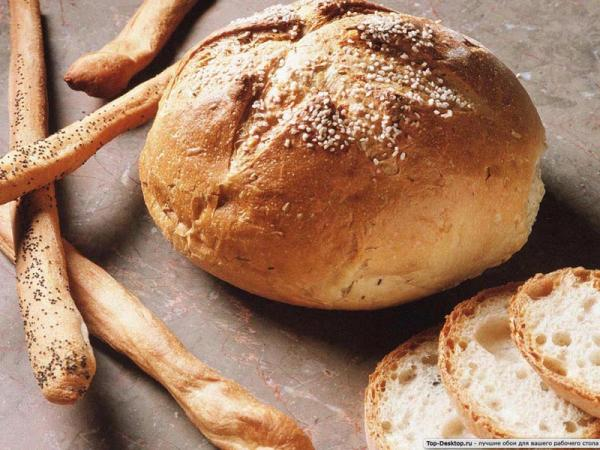 Top-Desktop.ru - лучшие обои для вашего рабочего стола